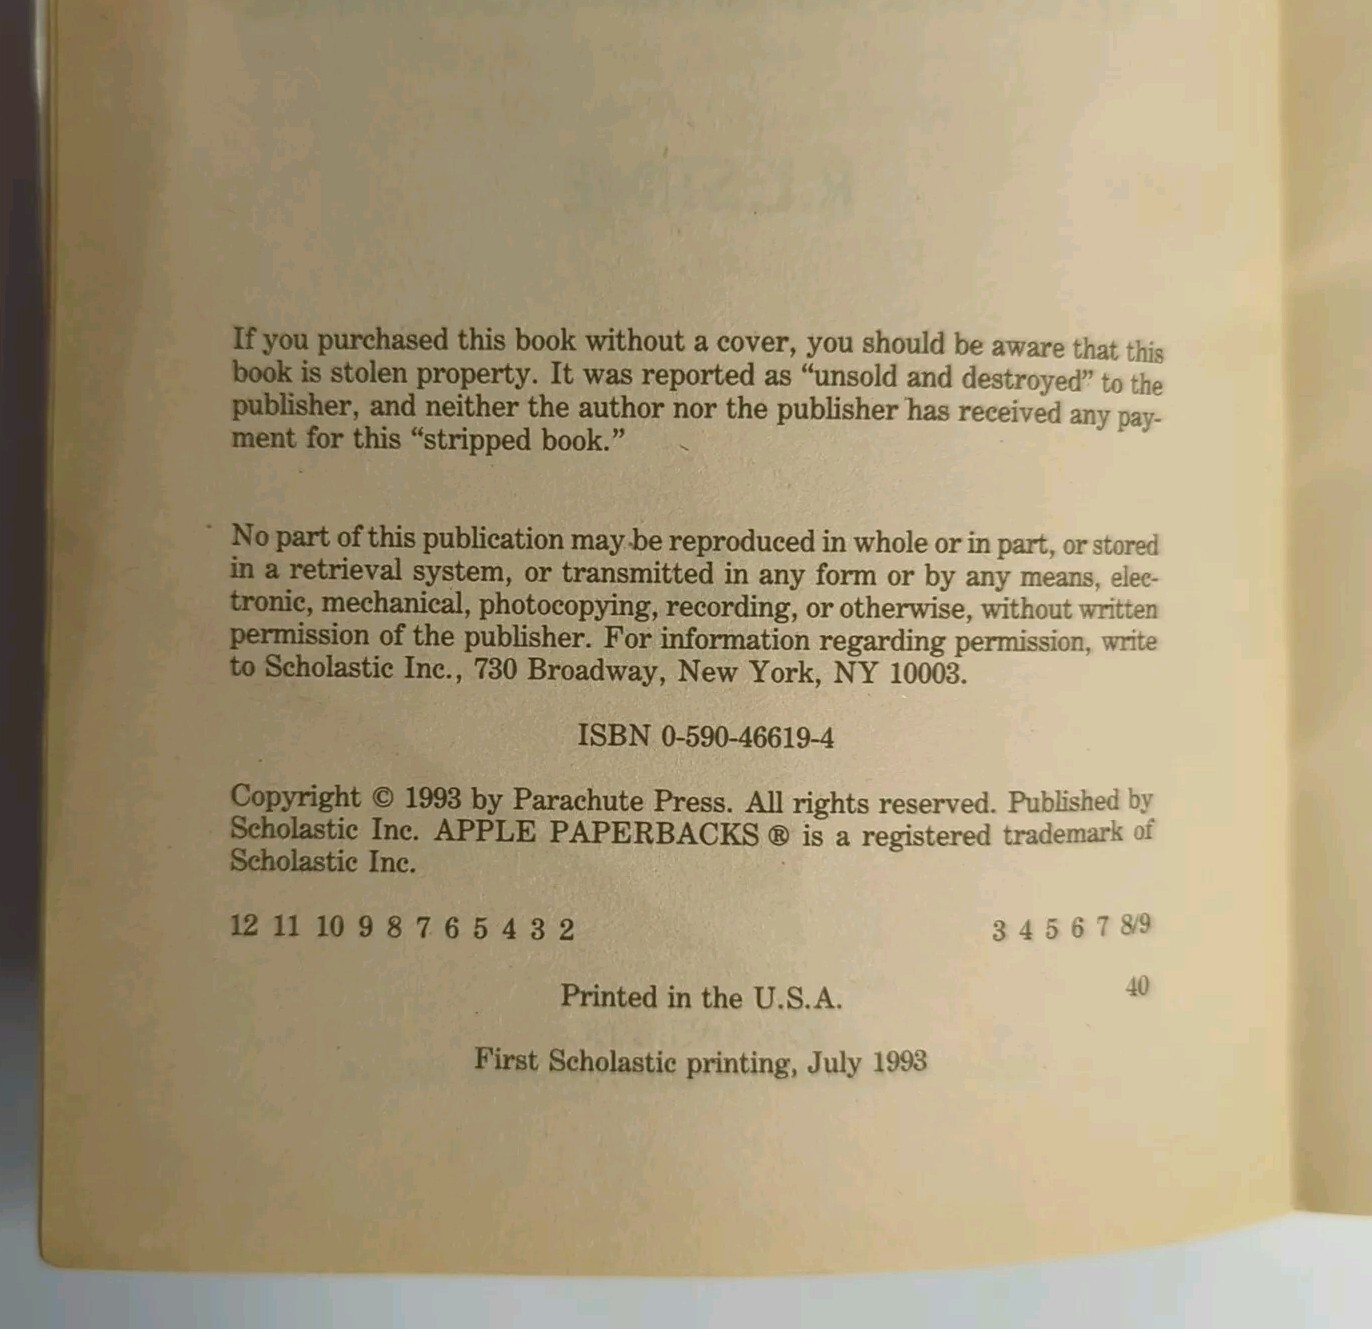 If you purchased this book without a cover, you should be aware that this
book is stolen property. It was reported as “unsold and destroyed” to the
publisher, and neither the author nor the publisher has received any pay-
ment for this “stripped book.”
No part of this publication may be reproduced in whole or in part, or stored
in a retrieval system, or transmitted in any form or by any means, elec-
tronic, mechanical, photocopying, recording, or otherwise, without written
permission of the publisher. For information regarding permission, write
to Scholastic Inc., 730 Broadway, New York, NY 10003.
ISBN 0-590-46619-4
Copyright © 1993 by Parachute Press. All rights reserved. Published by
Scholastic Inc. APPLE PAPERBACKS ® is a registered trademark of
Scholastic Inc.
12 11 10 9 8 7 6 5 4 3 2 3 4 5 6 7 8/9
Printed in the U.S.A. 40
First Scholastic printing, July 1993